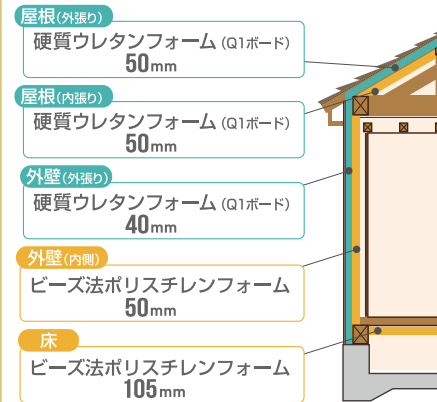 屋根(外張り)
硬質ウレタンフォーム(Q1ボード)
50mm
屋根(内張り)
硬質ウレタンフォーム(Q1ボード)
50mm
外壁(外張り)
硬質ウレタンフォーム(Q1ボード)
40mm
外壁(内側)
ビーズ法ポリスチレンフォーム
50mm
床
ビーズ法ポリスチレンフォーム
105mm